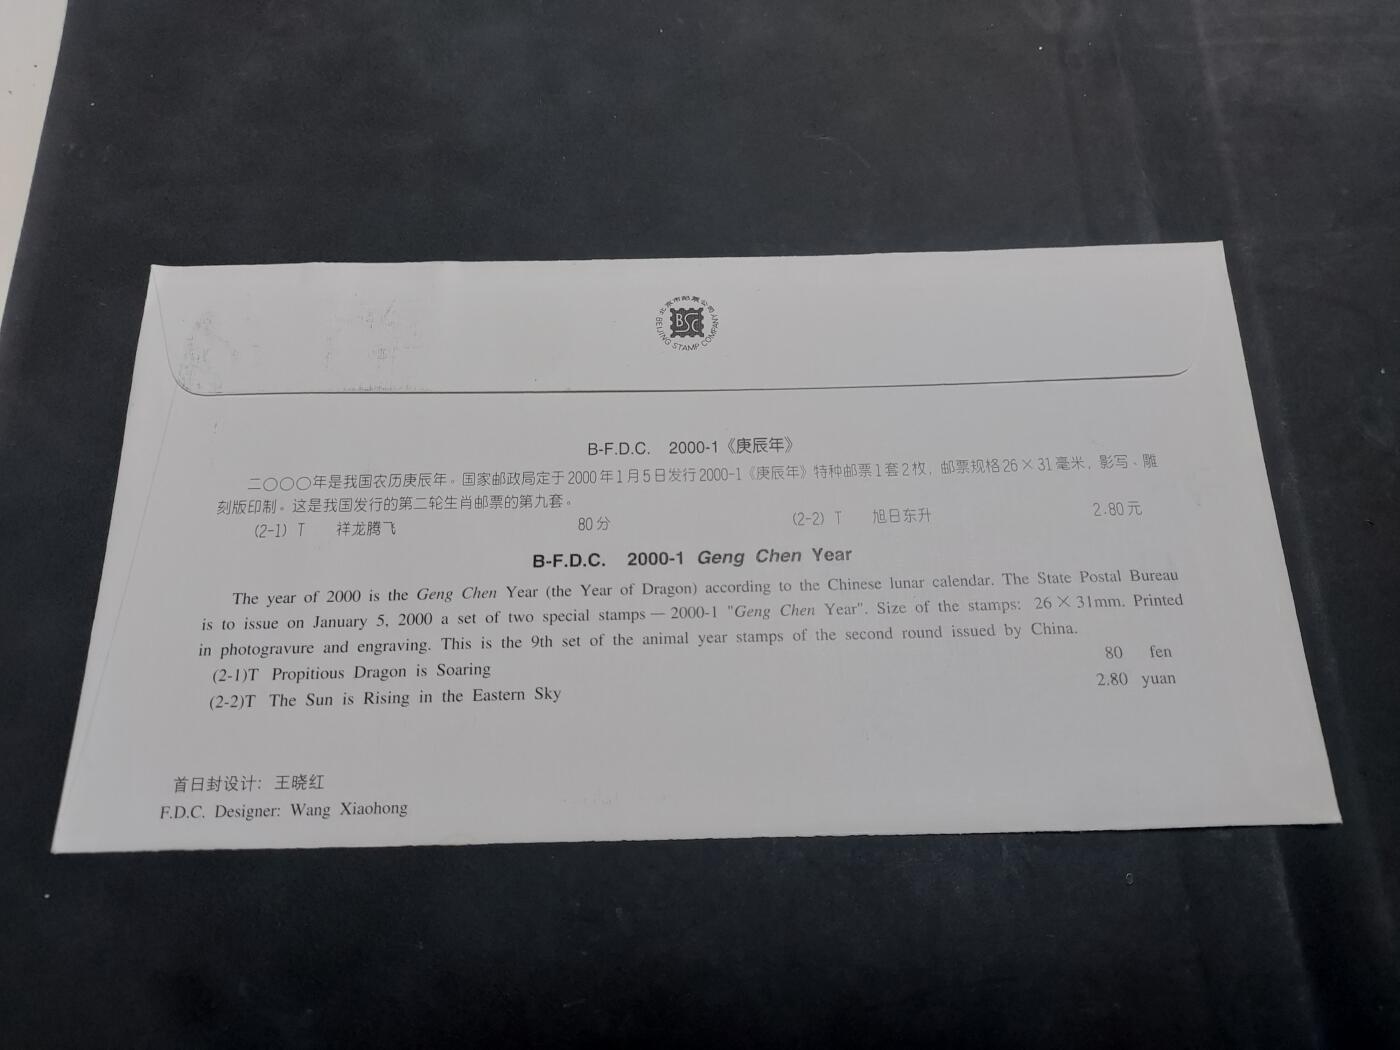 北京市邮票公司
BSC
BEIJING STAMP COMPANY
B-F.D.C. 2000-1《庚辰年》
二〇〇〇年是我国农历庚辰年。国家邮政局定于2000年1月5日发行2000-1《庚辰年》特种邮票1套2枚，邮票规格26×31毫米，影写、雕
刻版印制。这是我国发行的第二轮生肖邮票的第九套。
(2-1) T 祥龙腾飞 80分 (2-2) T 旭日东升 2.80元
B-F.D.C. 2000-1 Geng Chen Year
The year of 2000 is the Geng Chen Year (the Year of Dragon) according to the Chinese lunar calendar. The State Postal Bureau
is to issue on January 5, 2000 a set of two special stamps — 2000-1 "Geng Chen Year". Size of the stamps: 26×31mm. Printed
in photogravure and engraving. This is the 9th set of the animal year stamps of the second round issued by China.
(2-1)T Propitious Dragon is Soaring 80 fen
(2-2)T The Sun is Rising in the Eastern Sky 2.80 yuan
首日封设计：王晓红
F.D.C. Designer: Wang Xiaohong